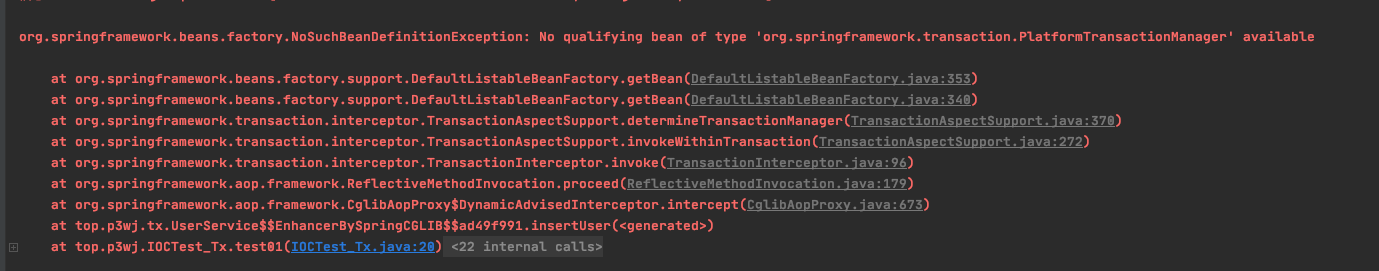 org.springframework.beans.factory.NoSuchBeanDefinitionException: No qualifying bean of type 'org.springframework.transaction.PlatformTransactionManager' available
at org.springframework.beans.factory.support.DefaultListableBeanFactory.getBean(DefaultListableBeanFactory.java:353)
at org.springframework.beans.factory.support.DefaultListableBeanFactory.getBean(DefaultListableBeanFactory.java:340)
at org.springframework.transaction.interceptor.TransactionAspectSupport.determineTransactionManager(TransactionAspectSupport.java:370)
at org.springframework.transaction.interceptor.TransactionAspectSupport.invokeWithinTransaction(TransactionAspectSupport.java:272)
at org.springframework.transaction.interceptor.TransactionInterceptor.invoke(TransactionInterceptor.java:96)
at org.springframework.aop.framework.ReflectiveMethodInvocation.proceed(ReflectiveMethodInvocation.java:179)
at org.springframework.aop.framework.CglibAopProxy$DynamicAdvisedInterceptor.intercept(CglibAopProxy.java:673)
at top.p3wj.tx.UserService$$EnhancerBySpringCGLIB$$ad49f991.insertUser(<generated>)
at top.p3wj.IOCTest_Tx.test01(IOCTest_Tx.java:20) <22 internal calls>